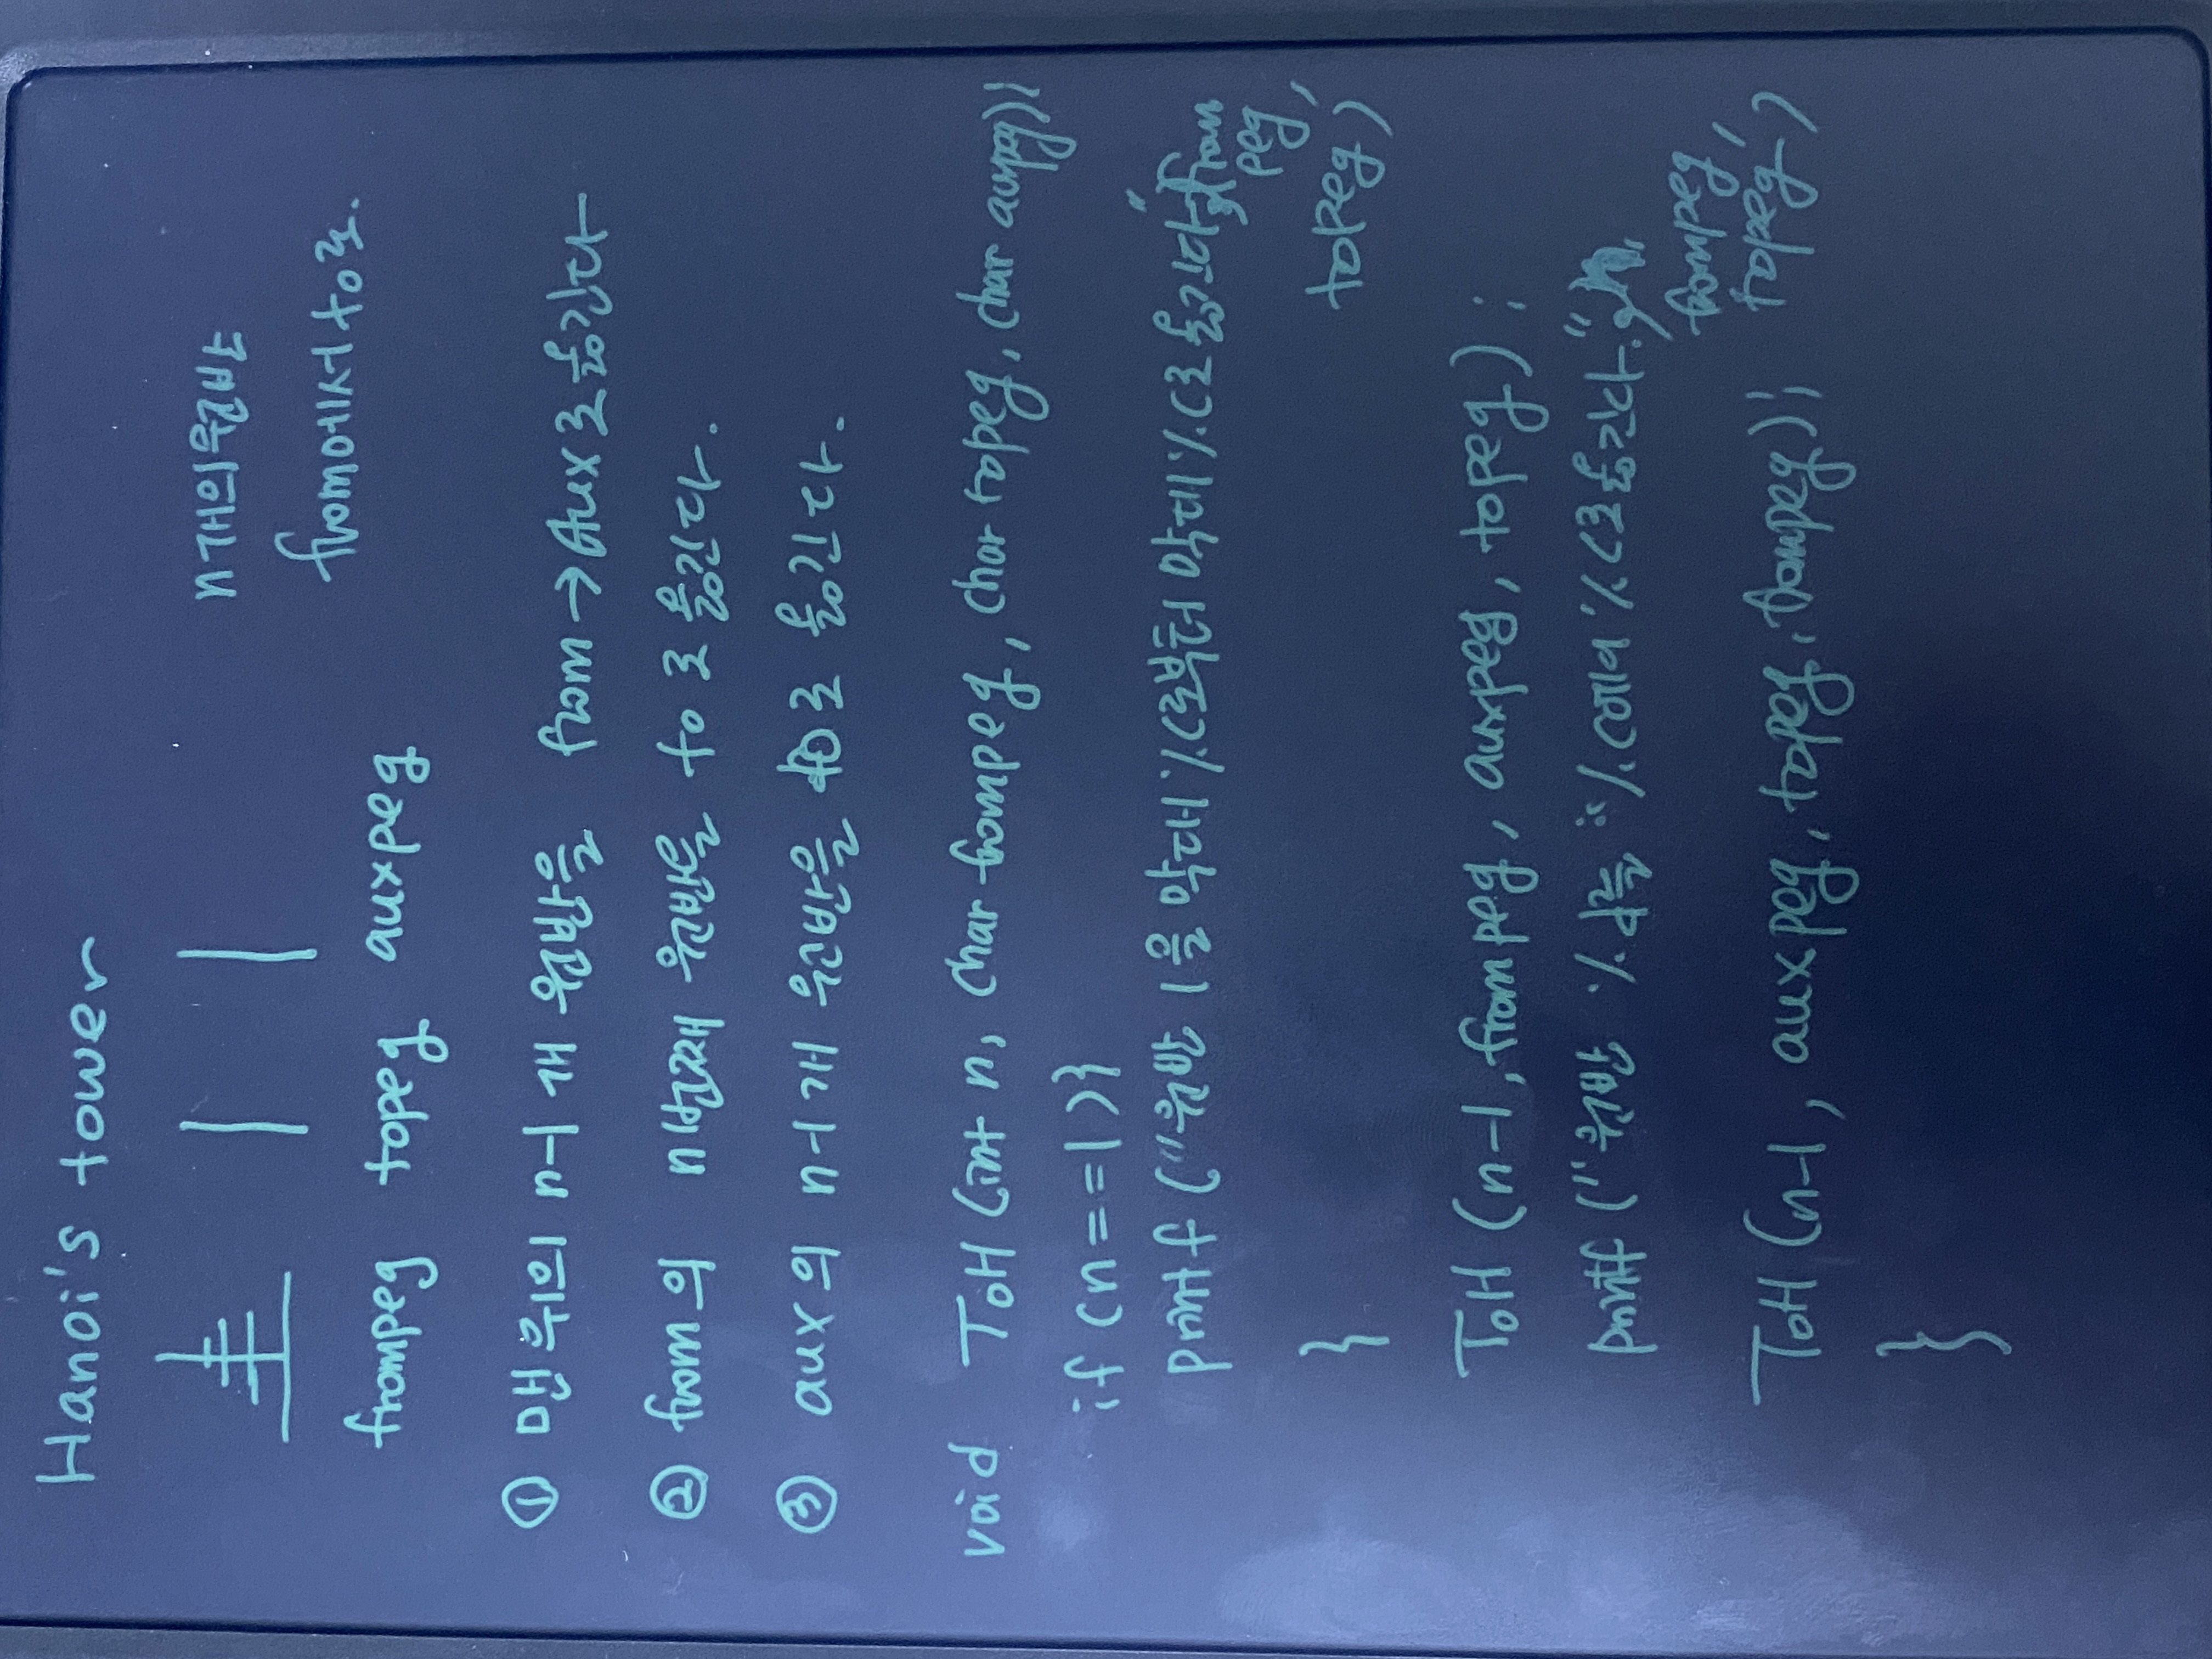 Hanoi's tower
n개의 원반
from에서 to로.
frompeg topeg auxpeg
① 맨 위의 n-1개 원반을 from → Aux로 옮긴다
② from의 n번째 원반을 to로 옮긴다.
③ aux의 n-1개 원반을 to로 옮긴다.
void ToH (int n, char frompeg, char topeg, char auxpeg) }
if (n==1) }
printf ("원반 1을 막대 %c로부터 막대 %c로 옮긴다", from
peg,
topeg)
}
ToH (n-1, frompeg, auxpeg, topeg);
printf ("원반 %d를 %c에서 %c로 옮긴다.", n,
frompeg,
topeg)
ToH (n-1, auxpeg, topeg, frompeg);
}